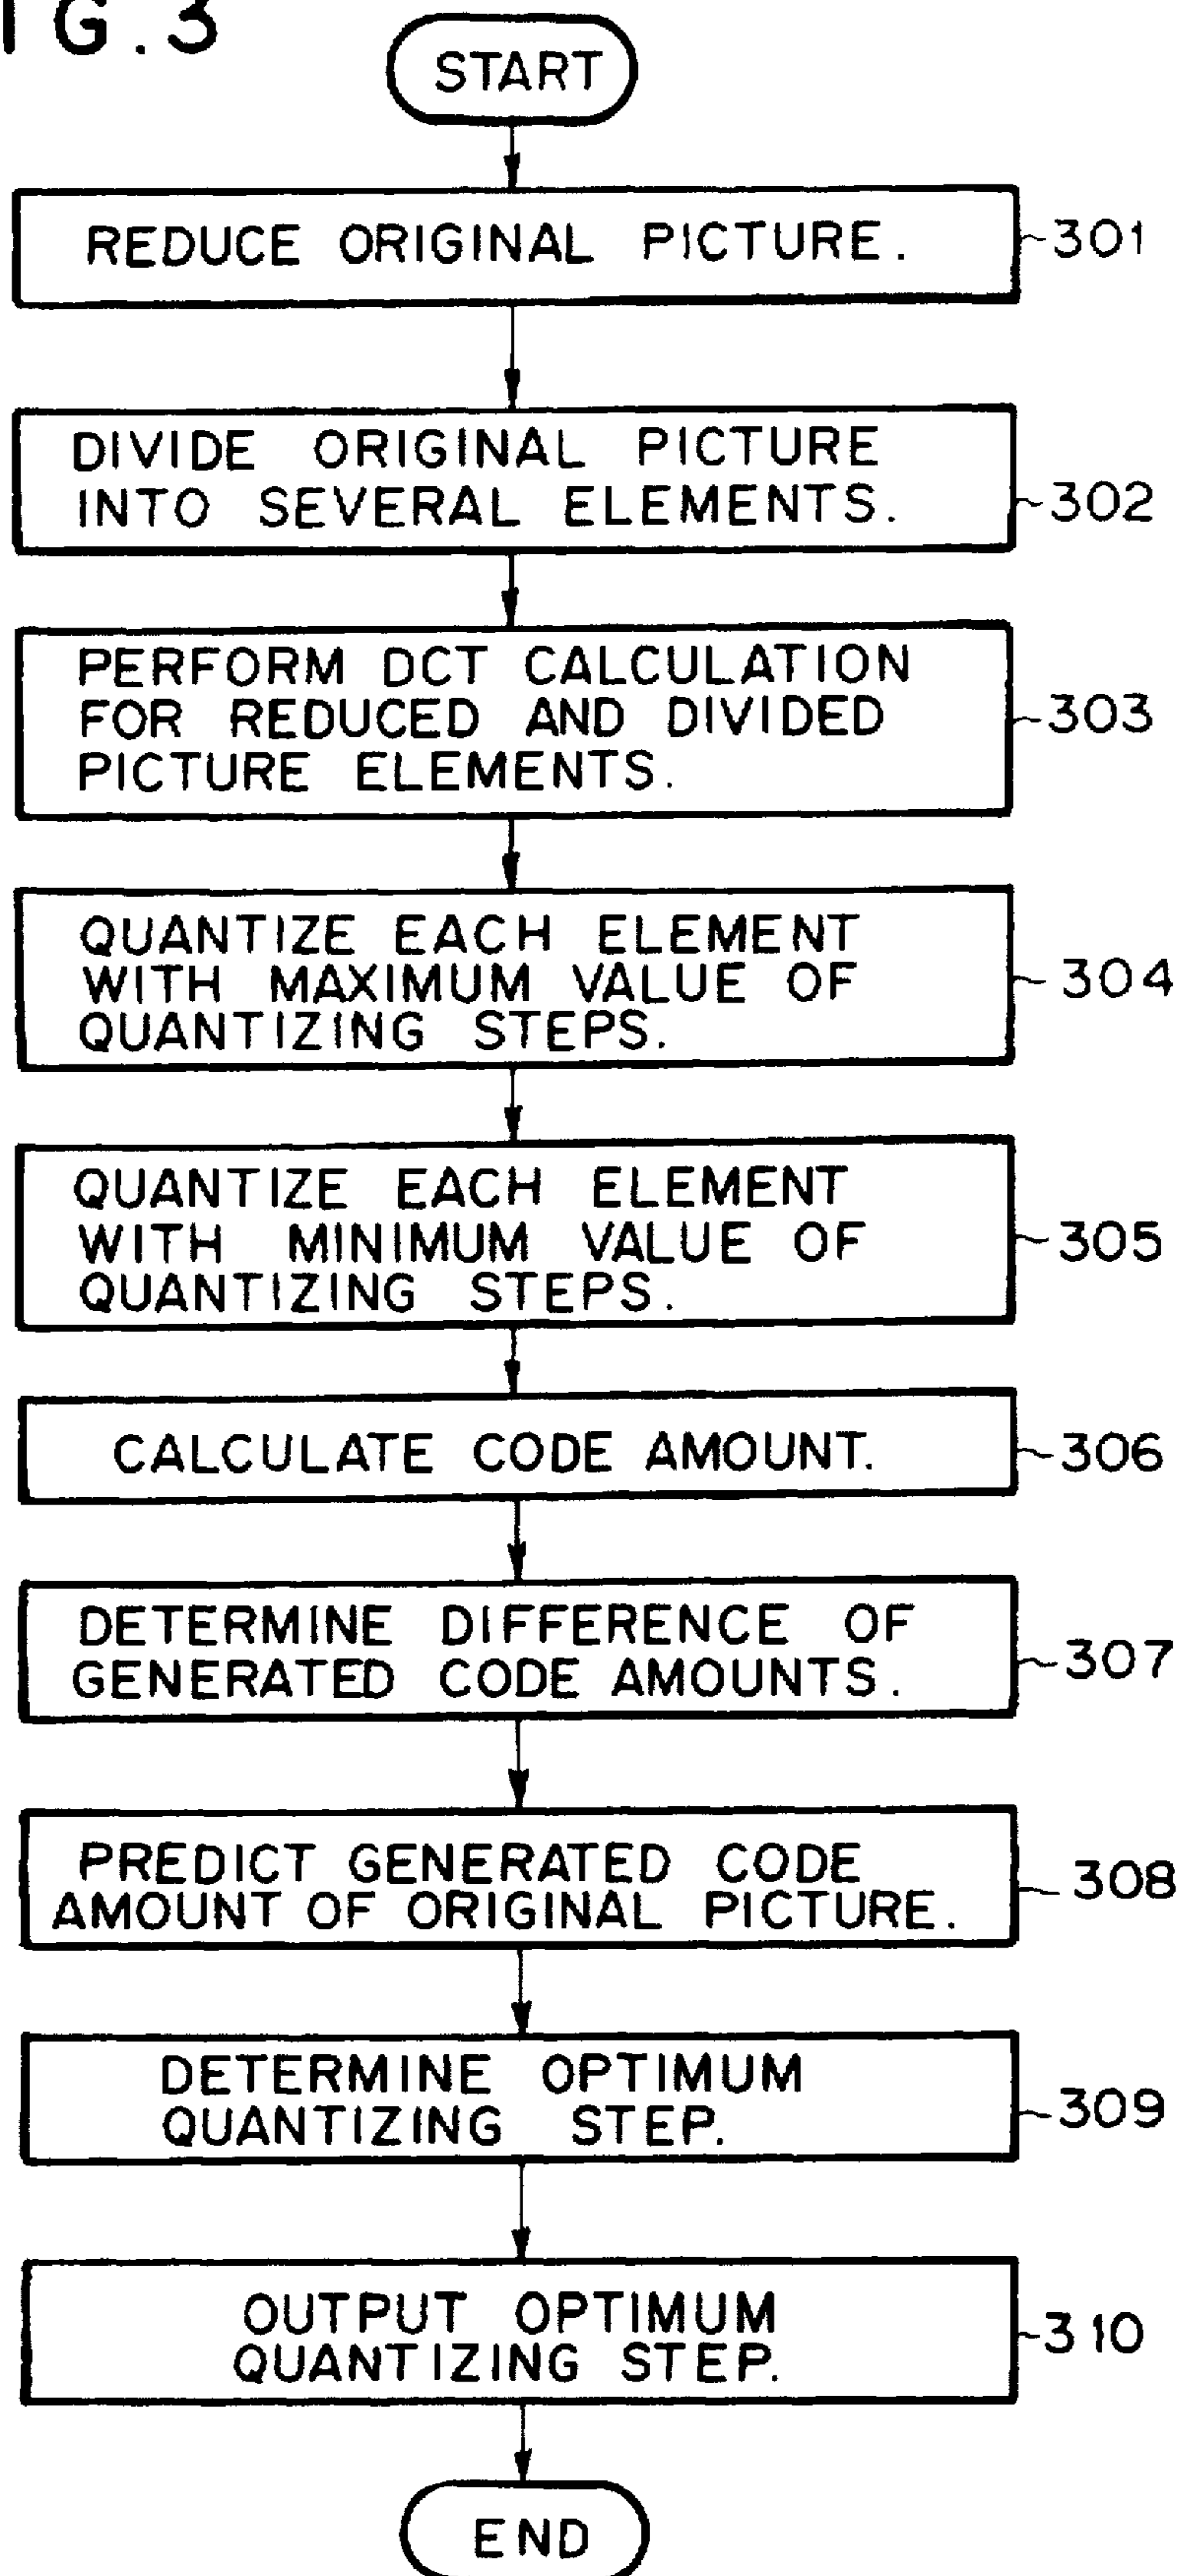 IG.3
START
REDUCE ORIGINAL PICTURE.
301
DIVIDE ORIGINAL PICTURE
INTO SEVERAL ELEMENTS.
302
PERFORM DCT CALCULATION
FOR REDUCED AND DIVIDED
PICTURE ELEMENTS.
303
QUANTIZE EACH ELEMENT
WITH MAXIMUM VALUE OF
QUANTIZING STEPS.
304
QUANTIZE EACH ELEMENT
WITH MINIMUM VALUE OF
QUANTIZING STEPS.
305
CALCULATE CODE AMOUNT.
306
DETERMINE DIFFERENCE OF
GENERATED CODE AMOUNTS.
307
PREDICT GENERATED CODE
AMOUNT OF ORIGINAL PICTURE.
308
DETERMINE OPTIMUM
QUANTIZING STEP.
309
OUTPUT OPTIMUM
QUANTIZING STEP.
310
END